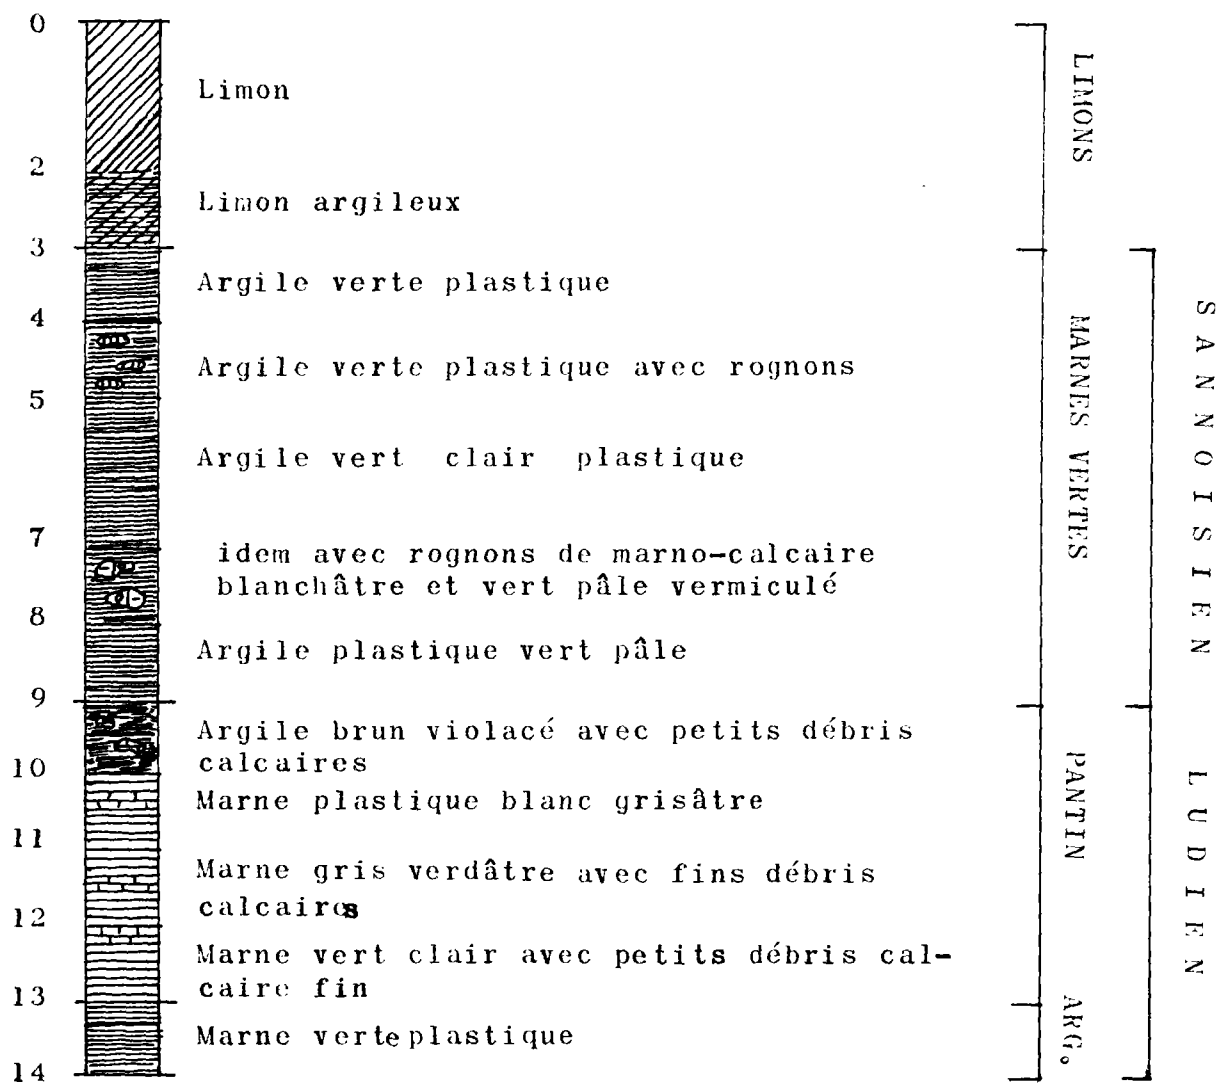 0
Limon
2
Limon argileux
3
Argile verte plastique
4
Argile verte plastique avec rognons
5
Argile vert clair plastique
7
idem avec rognons de marno-calcaire
blanchâtre et vert pâle vermiculé
8
Argile plastique vert pâle
9
Argile brun violacé avec petits débris
calcaires
10
Marne plastique blanc grisâtre
11
Marne gris verdâtre avec fins débris
calcaires
12
Marne vert clair avec petits débris cal-
caire fin
13
Marne verte plastique
14
LIMONS
MARNES VERTES
PANTIN
ARG.
SANNOISIEN
LUDIEN